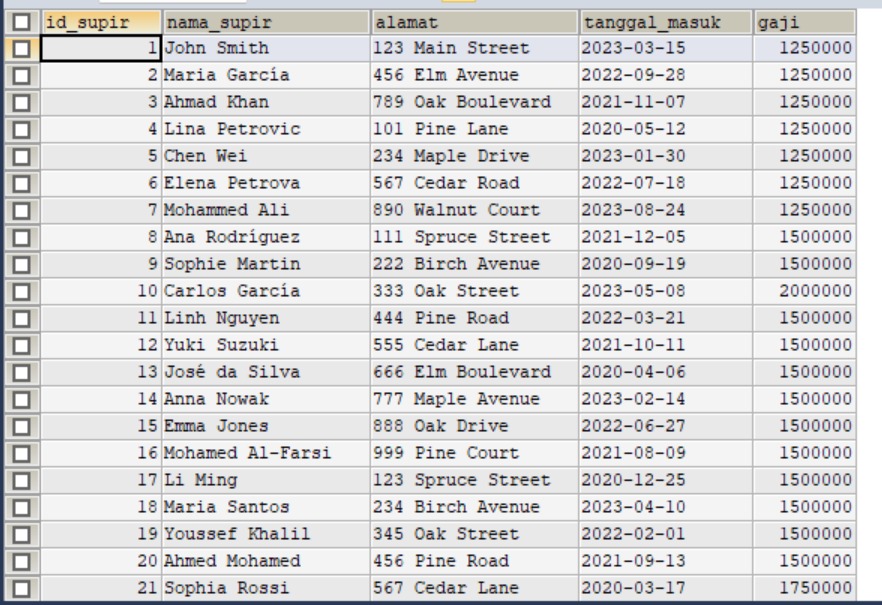 id_supir nama_supir alamat tanggal_masuk gaji
1 John Smith 123 Main Street 2023-03-15 1250000
2 Maria García 456 Elm Avenue 2022-09-28 1250000
3 Ahmad Khan 789 Oak Boulevard 2021-11-07 1250000
4 Lina Petrovic 101 Pine Lane 2020-05-12 1250000
5 Chen Wei 234 Maple Drive 2023-01-30 1250000
6 Elena Petrova 567 Cedar Road 2022-07-18 1250000
7 Mohammed Ali 890 Walnut Court 2023-08-24 1250000
8 Ana Rodríguez 111 Spruce Street 2021-12-05 1500000
9 Sophie Martin 222 Birch Avenue 2020-09-19 1500000
10 Carlos García 333 Oak Street 2023-05-08 2000000
11 Linh Nguyen 444 Pine Road 2022-03-21 1500000
12 Yuki Suzuki 555 Cedar Lane 2021-10-11 1500000
13 José da Silva 666 Elm Boulevard 2020-04-06 1500000
14 Anna Nowak 777 Maple Avenue 2023-02-14 1500000
15 Emma Jones 888 Oak Drive 2022-06-27 1500000
16 Mohamed Al-Farsi 999 Pine Court 2021-08-09 1500000
17 Li Ming 123 Spruce Street 2020-12-25 1500000
18 Maria Santos 234 Birch Avenue 2023-04-10 1500000
19 Youssef Khalil 345 Oak Street 2022-02-01 1500000
20 Ahmed Mohamed 456 Pine Road 2021-09-13 1500000
21 Sophia Rossi 567 Cedar Lane 2020-03-17 1750000